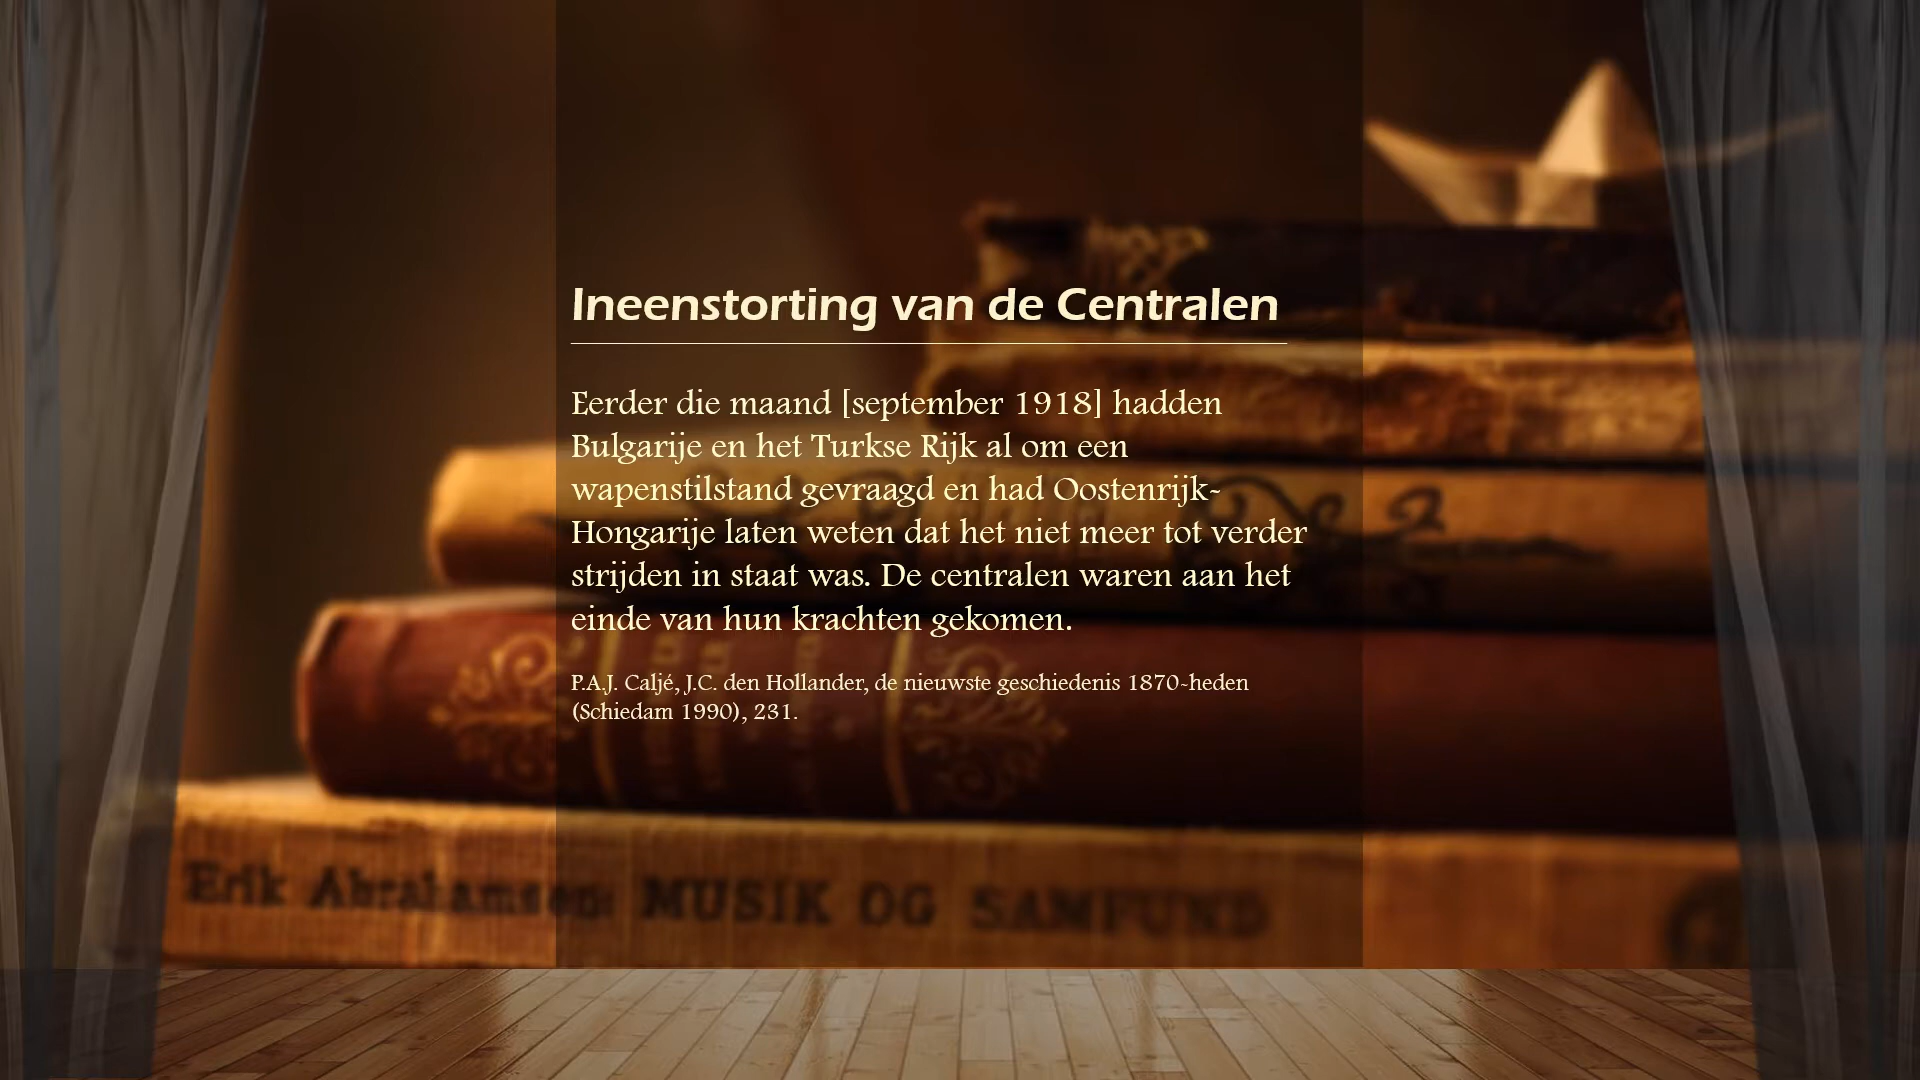 Ineenstorting van de Centralen
Eerder die maand [september 1918] hadden
Bulgarije en het Turkse Rijk al om een
wapenstilstand gevraagd en had Oostenrijk-
Hongarije laten weten dat het niet meer tot verder
strijden in staat was. De centralen waren aan het
einde van hun krachten gekomen.
P.A.J. Caljé, J.C. den Hollander, de nieuwste geschiedenis 1870-heden
(Schiedam 1990), 231.
Erik Abrahamsen: MUSIK OG SAMFUND